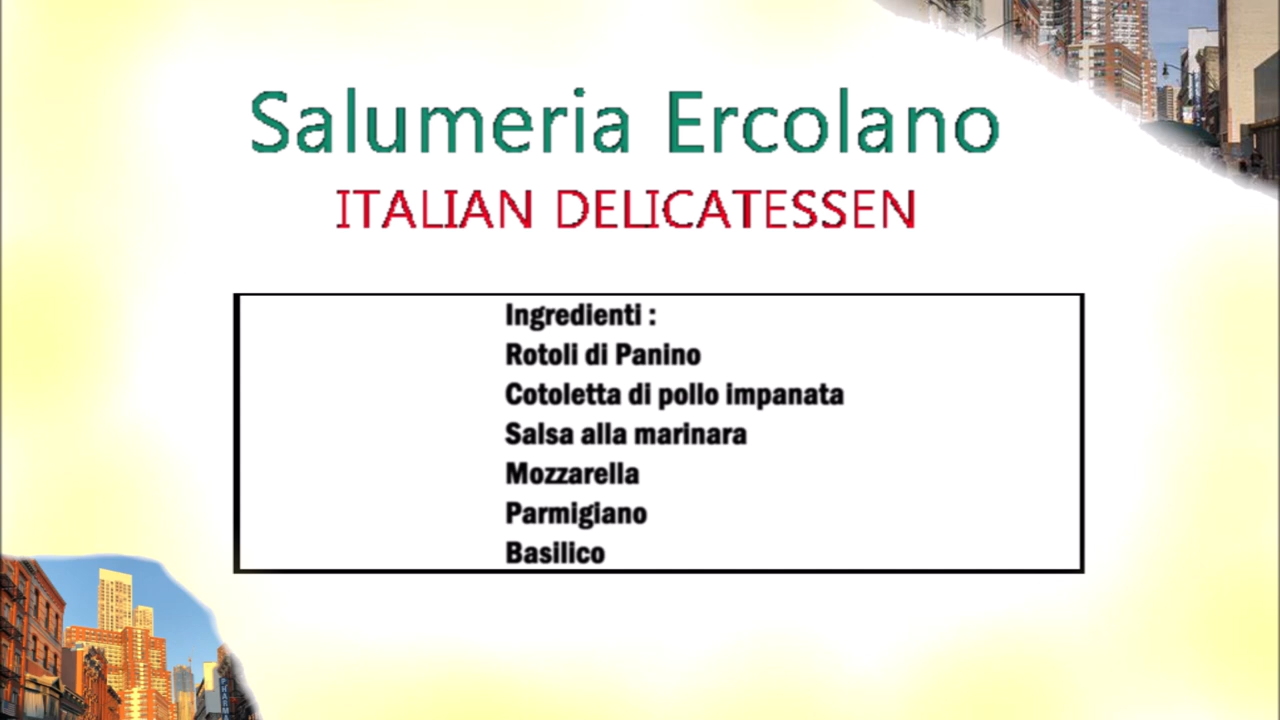 Salumeria Ercolano
ITALIAN DELICATESSEN
Ingredienti :
Rotoli di Panino
Cotoletta di pollo impanata
Salsa alla marinara
Mozzarella
Parmigiano
Basilico